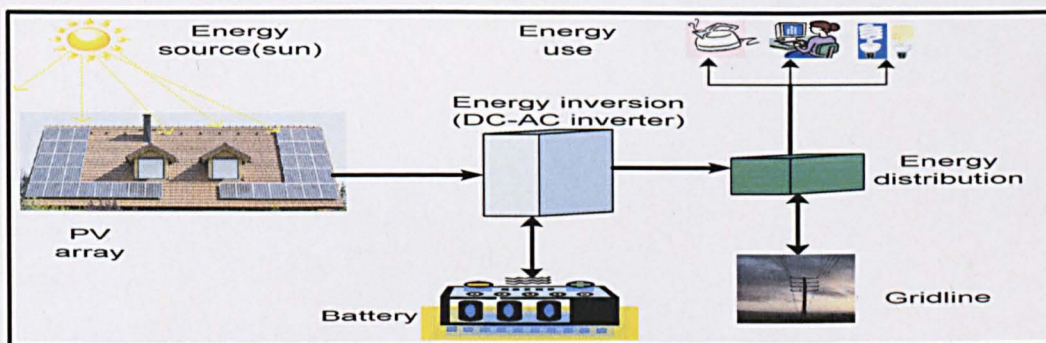 Energy
source(sun)
Energy
use
Energy inversion
(DC-AC inverter)
Energy
distribution
PV
array
Battery
Gridline